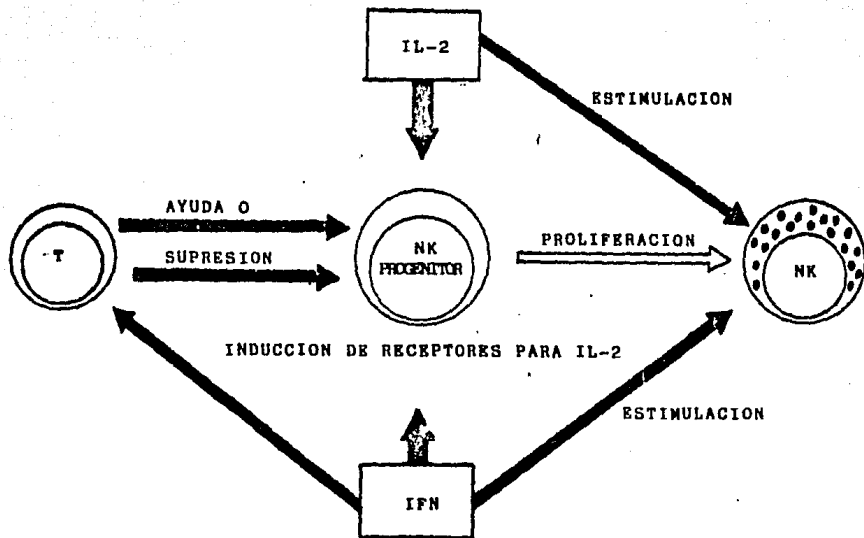 IL-2
ESTIMULACION
AYUDA O
SUPRESION
T
NK
PROGENITOR
PROLIFERACION
NK
INDUCCION DE RECEPTORES PARA IL-2
ESTIMULACION
IFN